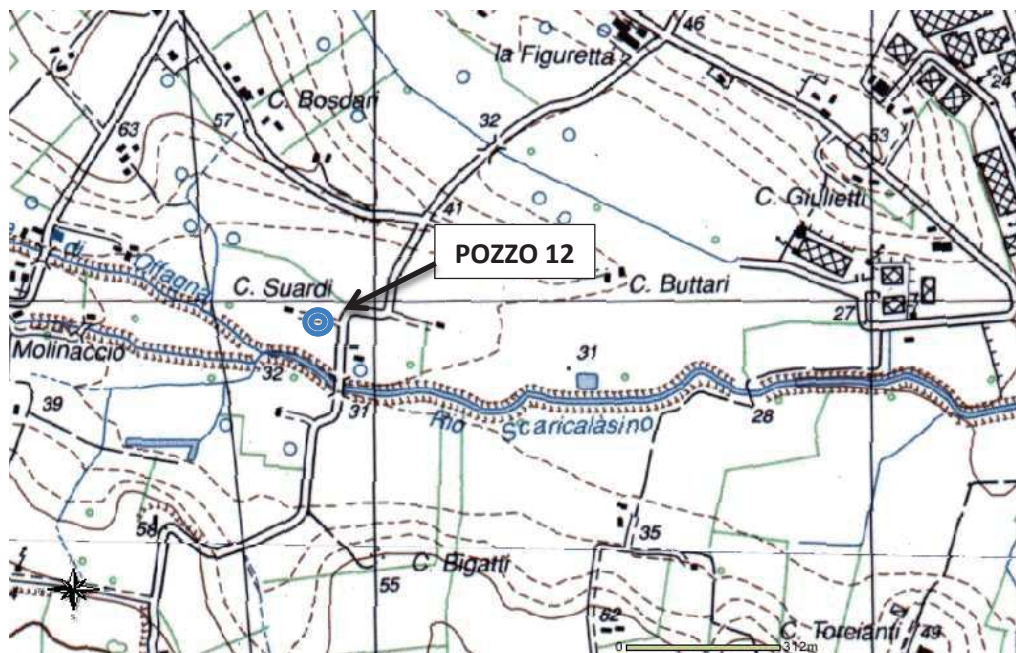 46
la Figuretta
24
C. Bosdari
57
32
63
53
C. Giulietti
41
POZZO 12
di Offagna
C. Suardi
C. Buttari
27
Molinaccio
32
31
31
39
28
Rio Scaricalasino
58
35
C. Bigatti
55
62
C. Toreianti
49
0 312m